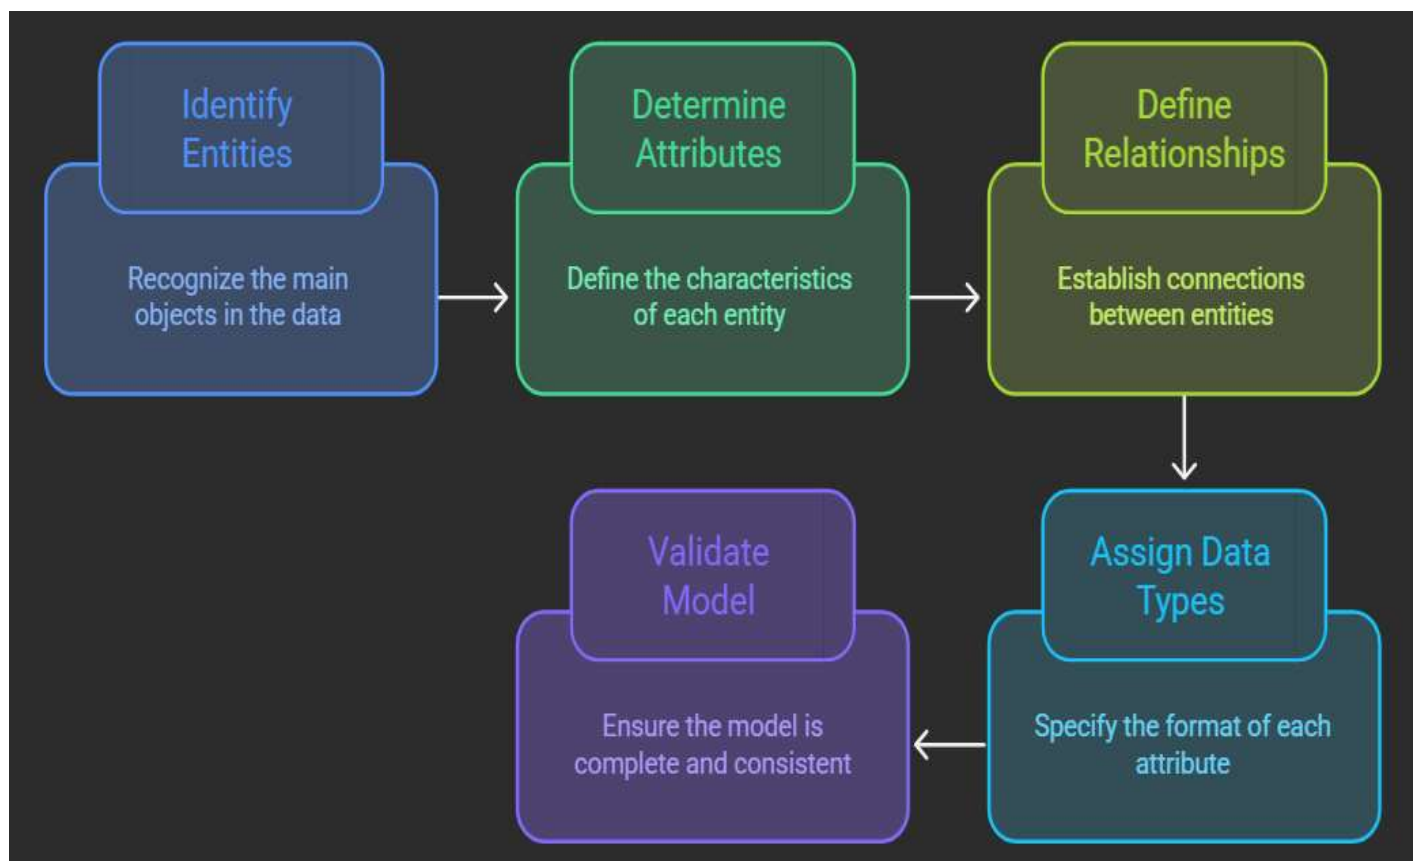 Identify
Entities
Recognize the main
objects in the data
Determine
Attributes
Define the characteristics
of each entity
Define
Relationships
Establish connections
between entities
Assign Data
Types
Specify the format of each
attribute
Validate
Model
Ensure the model is
complete and consistent